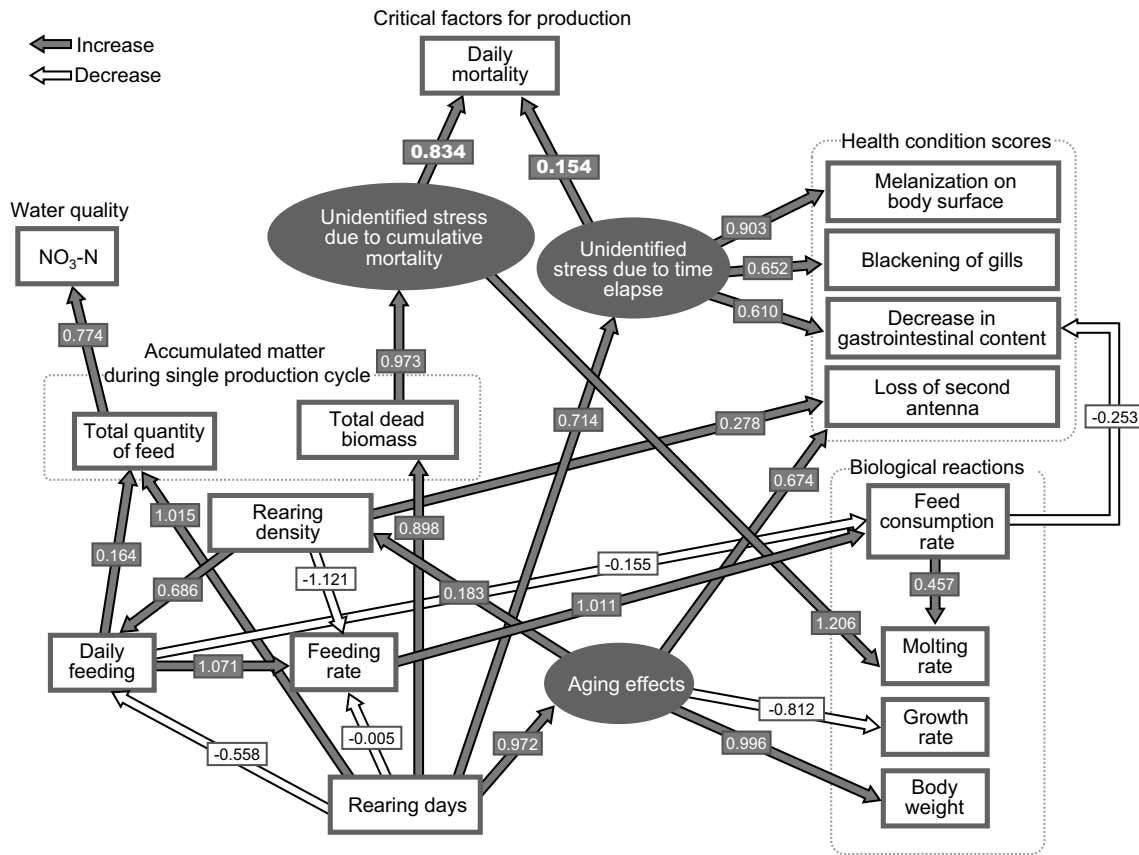 Critical factors for production
Increase
Decrease
Daily
mortality
0.834
0.154
Health condition scores
Melanization on
body surface
Water quality
NO₃-N
Unidentified stress
due to cumulative
mortality
Unidentified
stress due to time
elapse
0.903
0.652
0.610
Blackening of gills
Decrease in
gastrointestinal content
0.774
Accumulated matter
during single production cycle
0.973
Loss of second
antenna
-0.253
Total quantity
of feed
Total dead
biomass
0.714
0.278
0.674
Biological reactions
Feed
consumption
rate
1.015
Rearing
density
0.898
0.164
0.686
-1.121
-0.155
0.183
1.011
0.457
1.206
Daily
feeding
1.071
Feeding
rate
Molting
rate
Aging effects
-0.812
Growth
rate
-0.558
-0.005
0.972
0.996
Rearing days
Body
weight